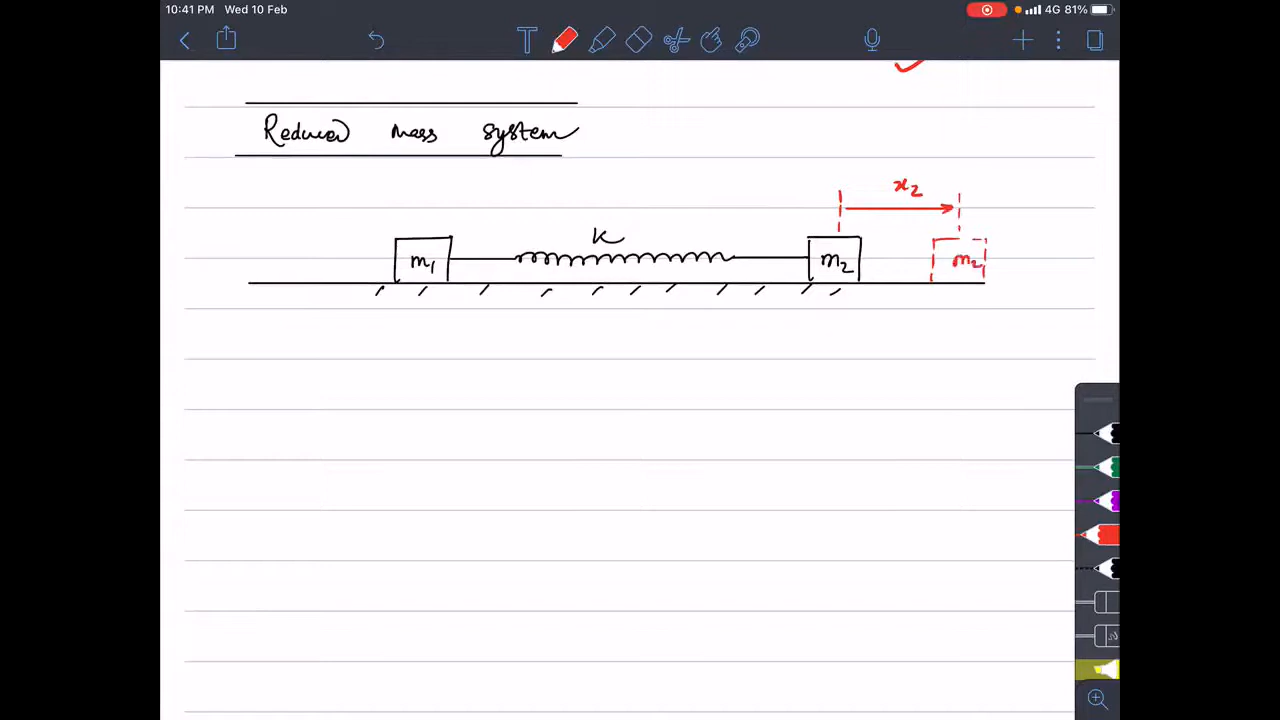 10:41 PM Wed 10 Feb
4G 81%
Reduced mass system
x₂
K
m₁
m₂
m₂